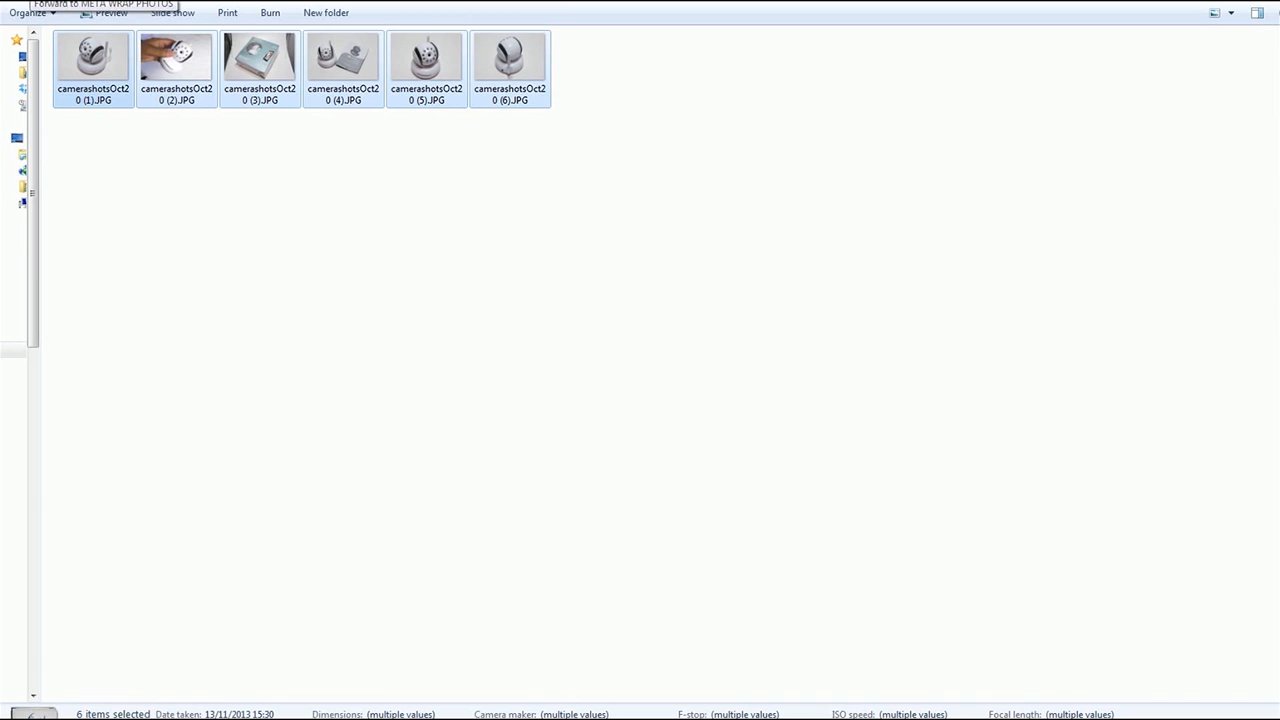 Forward to META WRAP PHOTOS
Organize Preview Slide show Print Burn New folder
camerashotsOct2
0 (1).JPG
camerashotsOct2
0 (2).JPG
camerashotsOct2
0 (3).JPG
camerashotsOct2
0 (4).JPG
camerashotsOct2
0 (5).JPG
camerashotsOct2
0 (6).JPG
6 items selected Date taken: 13/11/2013 15:30 Dimensions: (multiple values) Camera maker: (multiple values) F-stop: (multiple values) ISO speed: (multiple values) Focal length: (multiple values)